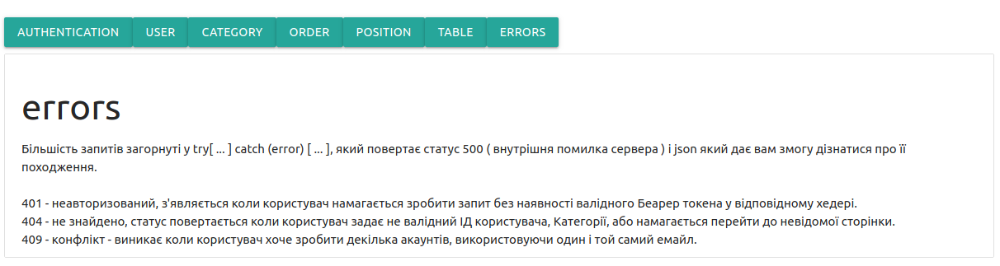 AUTHENTICATION USER CATEGORY ORDER POSITION TABLE ERRORS
errors
Більшість запитів загорнуті у try[ ... ] catch (error) [ ... ], який повертає статус 500 ( внутрішня помилка сервера ) і json який дає вам змогу дізнатися про її
походження.
401 - неавторизований, з'являється коли користувач намагається зробити запит без наявності валідного Беарер токена у відповідному хедері.
404 - не знайдено, статус повертається коли користувач задає не валідний ІД користувача, Категорії, або намагається перейти до невідомої сторінки.
409 - конфлікт - виникає коли користувач хоче зробити декілька акаунтів, використовуючи один і той самий емайл.